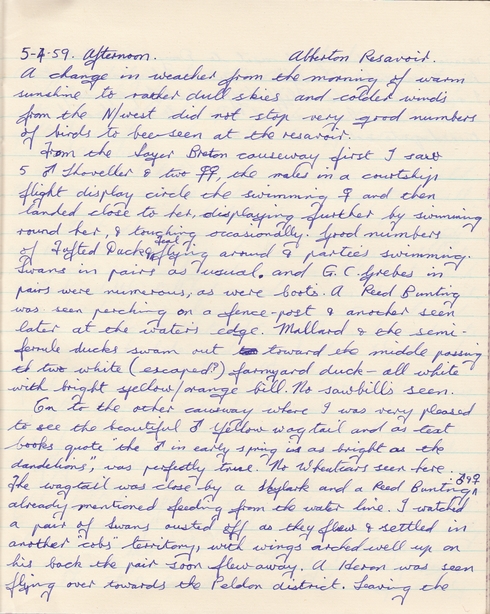 5-4-59. Afternoon. Abberton Resavoir.
A change in weather from the morning of warm
sunshine to rather dull skies and colder winds
from the N/west did not stop very good numbers
of birds to bee seen at the resavoir.
From the Layer Breton causeway first I saw
5 ♂ Shoveller & two ♀♀, the males in a courtship
flight display circle the swimming ♀ and then
landed close to her, displaying further by swimming
round her, & touching occasionally. Good numbers
of Tufted Duck & Teal flying around & parties swimming.
Swans in pairs as usual. and G.C. Grebes in
pairs were numerous, as were coots. A Reed Bunting
was seen perching on a fence-post & another seen
later at the water's edge. Mallard & the semi-
female ducks swam out toward the middle passing
two white (escaped?) farmyard duck - all white
with bright yellow/orange bill. No sawbills seen.
On to the other causeway where I was very pleased
to see the beautiful ♂ Yellow wagtail and as text
books quote "the ♂ in early spring is as bright as the
dandelions", was perfectly true. No Wheatears seen here.
The wagtail was close by a Skylark and a Reed Bunting ♂♀?
already mentioned feeding from the water line. I watched
a pair of Swans ousted off as they flew & settled in
another "cobs" territory, with wings arched well up on
his back the pair soon flew away. A Heron was seen
flying over towards the Peldon district. Leaving the